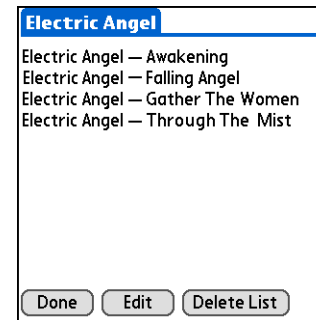 Electric Angel
Electric Angel — Awakening
Electric Angel — Falling Angel
Electric Angel — Gather The Women
Electric Angel — Through The Mist
Done Edit Delete List